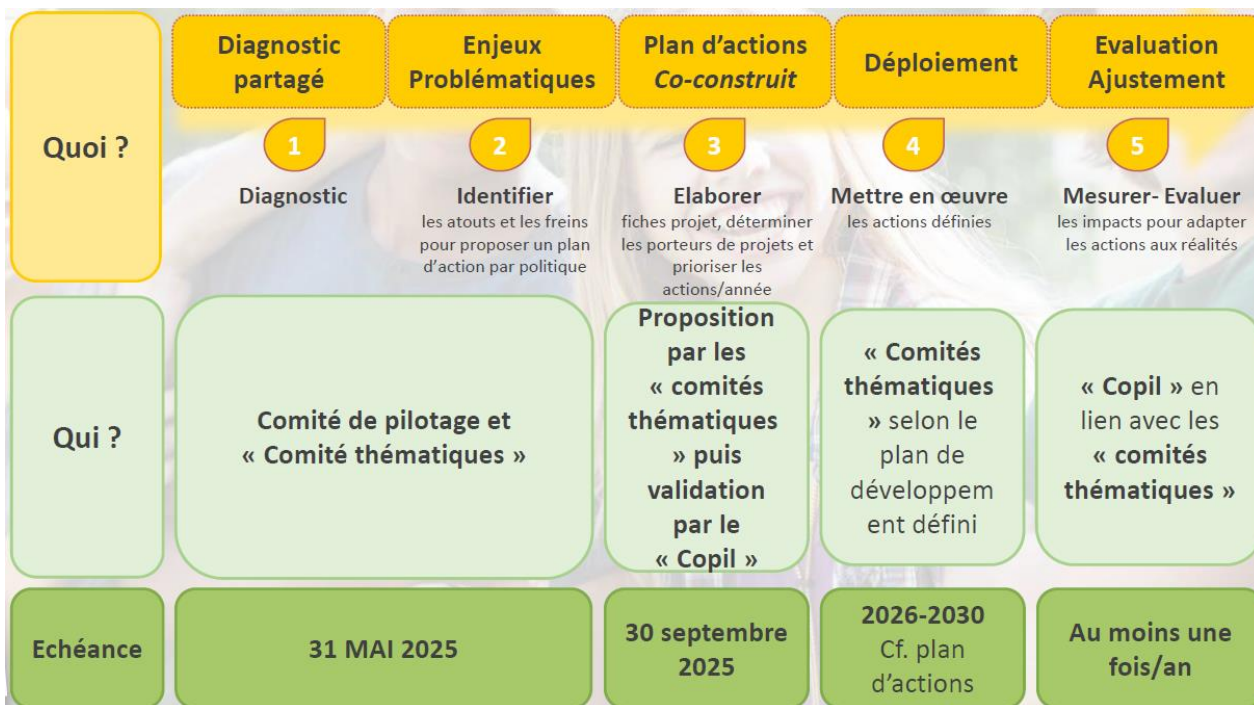 Quoi ?
Diagnostic
partagé
Enjeux
Problématiques
Plan d'actions
Co-construit
Déploiement
Evaluation
Ajustement
1
Diagnostic
2
Identifier
les atouts et les freins
pour proposer un plan
d'action par politique
3
Elaborer
fiches projet, déterminer
les porteurs de projets et
prioriser les
actions/année
4
Mettre en œuvre
les actions définies
5
Mesurer- Evaluer
les impacts pour adapter
les actions aux réalités
Qui ?
Comité de pilotage et
« Comité thématiques »
Proposition
par les
« comités
thématiques
» puis
validation
par le
« Copil »
« Comités
thématiques
» selon le
plan de
développem
ent défini
« Copil » en
lien avec les
« comités
thématiques »
Echéance
31 MAI 2025
30 septembre
2025
2026-2030
Cf. plan
d'actions
Au moins une
fois/an